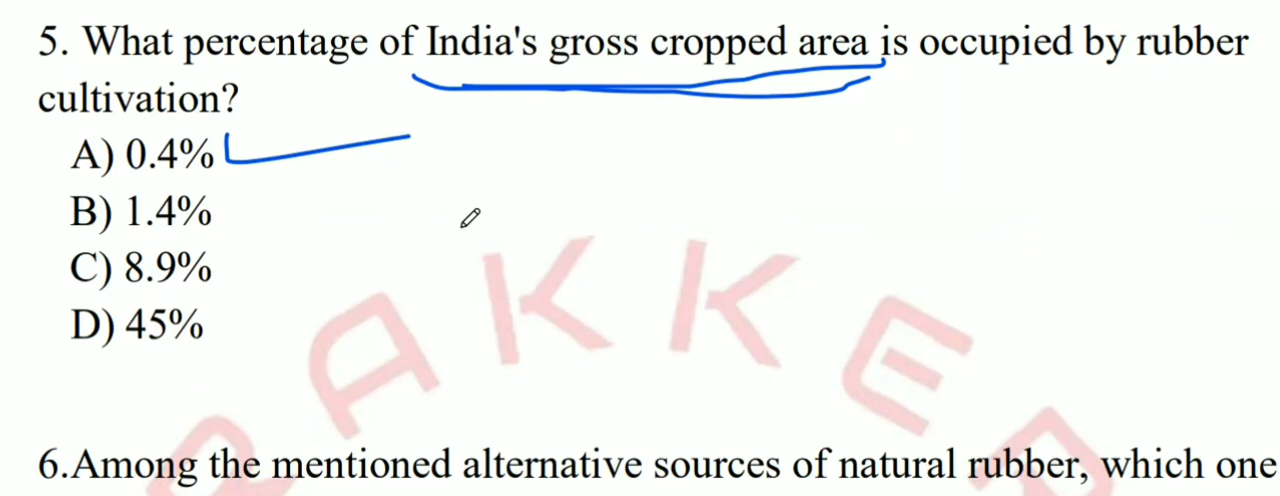 5. What percentage of India's gross cropped area is occupied by rubber
cultivation?
A) 0.4%
B) 1.4%
C) 8.9%
D) 45%
6.Among the mentioned alternative sources of natural rubber, which one